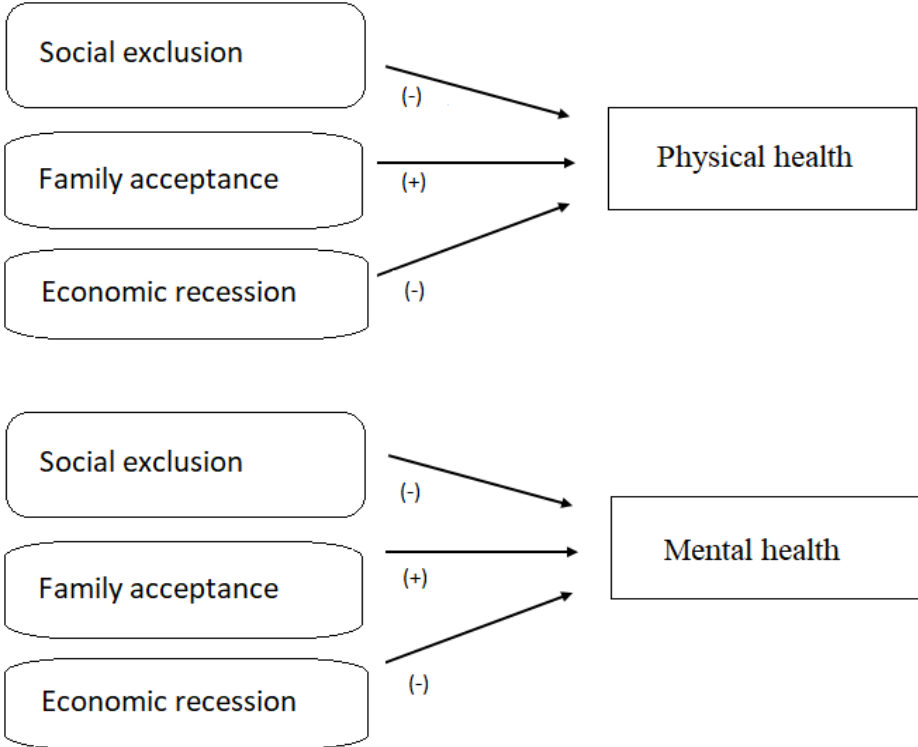 Social exclusion
(-)
Physical health
Family acceptance
(+)
Economic recession
(-)
Social exclusion
(-)
Mental health
Family acceptance
(+)
Economic recession
(-)